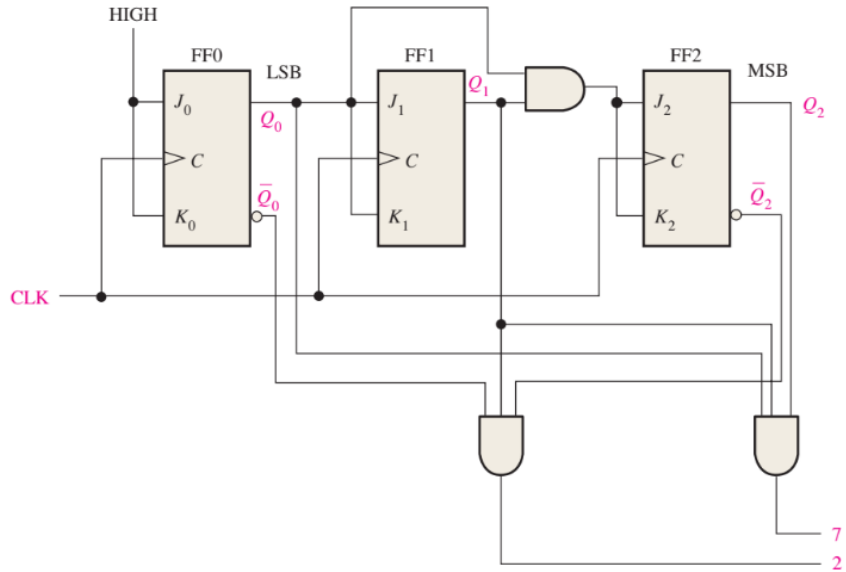 HIGH
FF0
LSB
FF1
FF2
MSB
J₀
Q₀
J₁
Q₁
J₂
Q₂
C
C
C
K₀
Q̅₀
K₁
K₂
Q̅₂
CLK
7
2